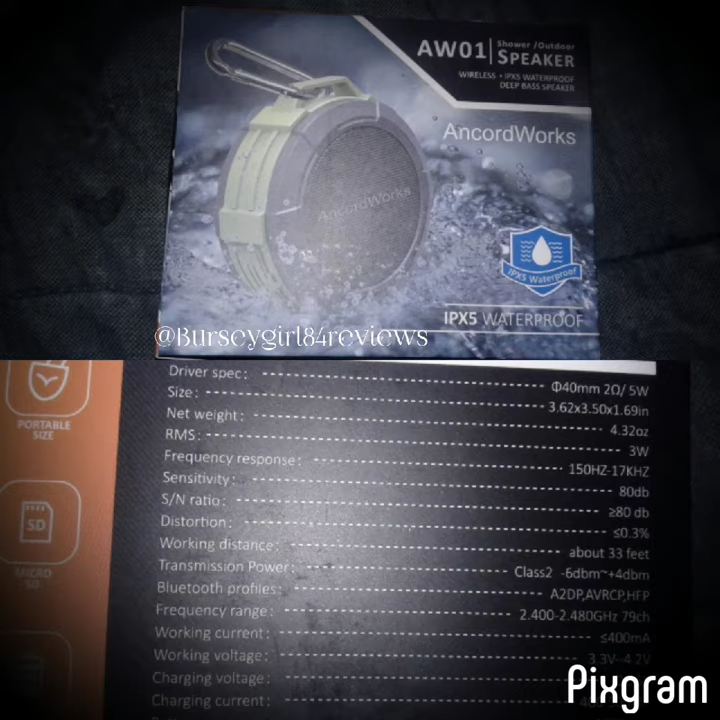 AW01 Shower /Outdoor
SPEAKER
WIRELESS • IPX5 WATERPROOF
DEEP BASS SPEAKER
AncordWorks
AncordWorks
IPX5 Waterproof
IPX5 WATERPROOF
@Burseygirl84reviews
PORTABLE
SIZE
SD
MICRO
SD
Driver spec: Φ40mm 2Ω/ 5W
Size: 3.62x3.50x1.69in
Net weight: 4.32oz
RMS: 3W
Frequency response: 150HZ-17KHZ
Sensitivity: 80db
S/N ratio: ≥80 db
Distortion: ≤0.3%
Working distance: about 33 feet
Transmission Power: Class2 -6dbm~+4dbm
Bluetooth profiles: A2DP,AVRCP,HFP
Frequency range: 2.400-2.480GHz 79ch
Working current: ≤400mA
Working voltage: 3.3V-4.2V
Charging voltage:
Charging current:
Pixgram